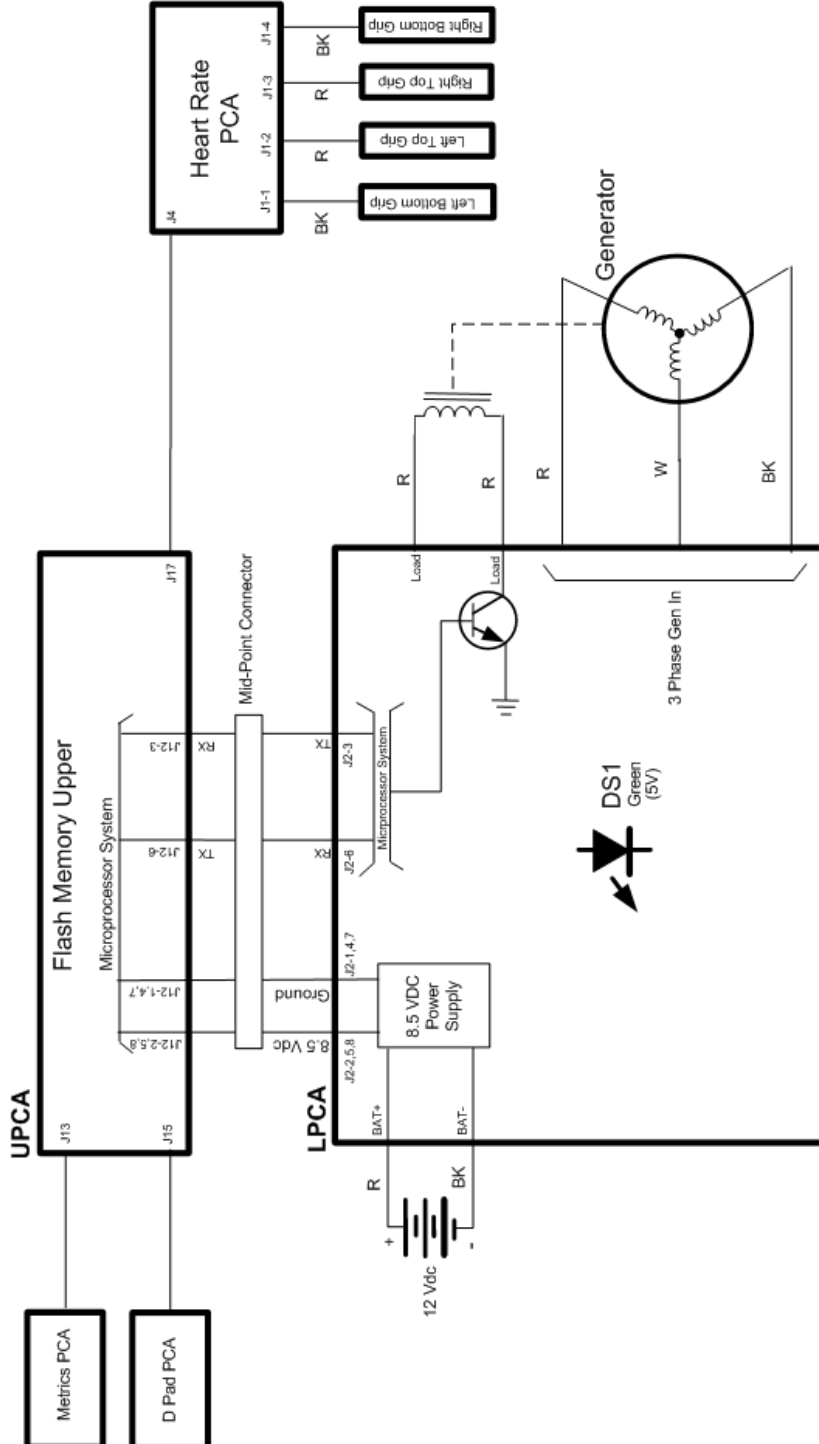 Heart Rate
PCA
J4
J1-1
J1-2
J1-3
J1-4
BK
R
R
BK
Left Bottom Grip
Left Top Grip
Right Top Grip
Right Bottom Grip
UPCA
Flash Memory Upper
Microprocessor System
J13
J15
J17
J12-2,5,8
J12-1,4,7
J12-6
J12-3
TX
RX
Mid-Point Connector
8.5 Vdc
Ground
RX
TX
LPCA
J2-2,5,8
J2-1,4,7
J2-6
J2-3
Micrprocessor System
8.5 VDC
Power
Supply
BAT+
BAT-
R
BK
+
-
12 Vdc
Metrics PCA
D Pad PCA
Load
Load
R
R
Generator
R
W
BK
3 Phase Gen In
DS1
Green
(5V)